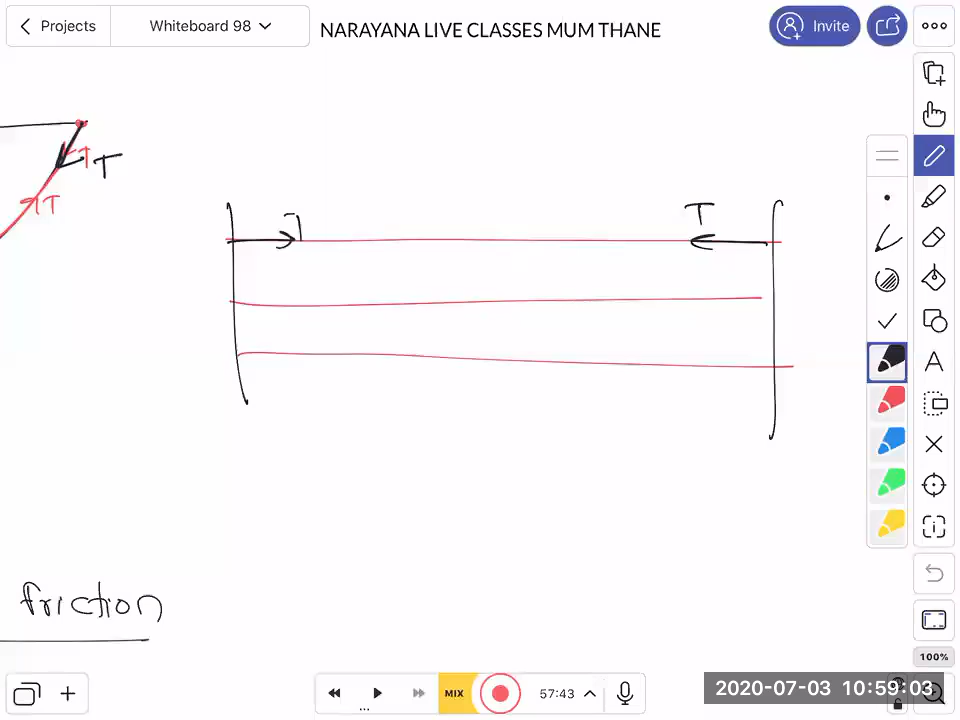 Projects
Whiteboard 98
NARAYANA LIVE CLASSES MUM THANE
Invite
T
T
T
T
T
friction
100%
MIX
57:43
2020-07-03 10:59:03